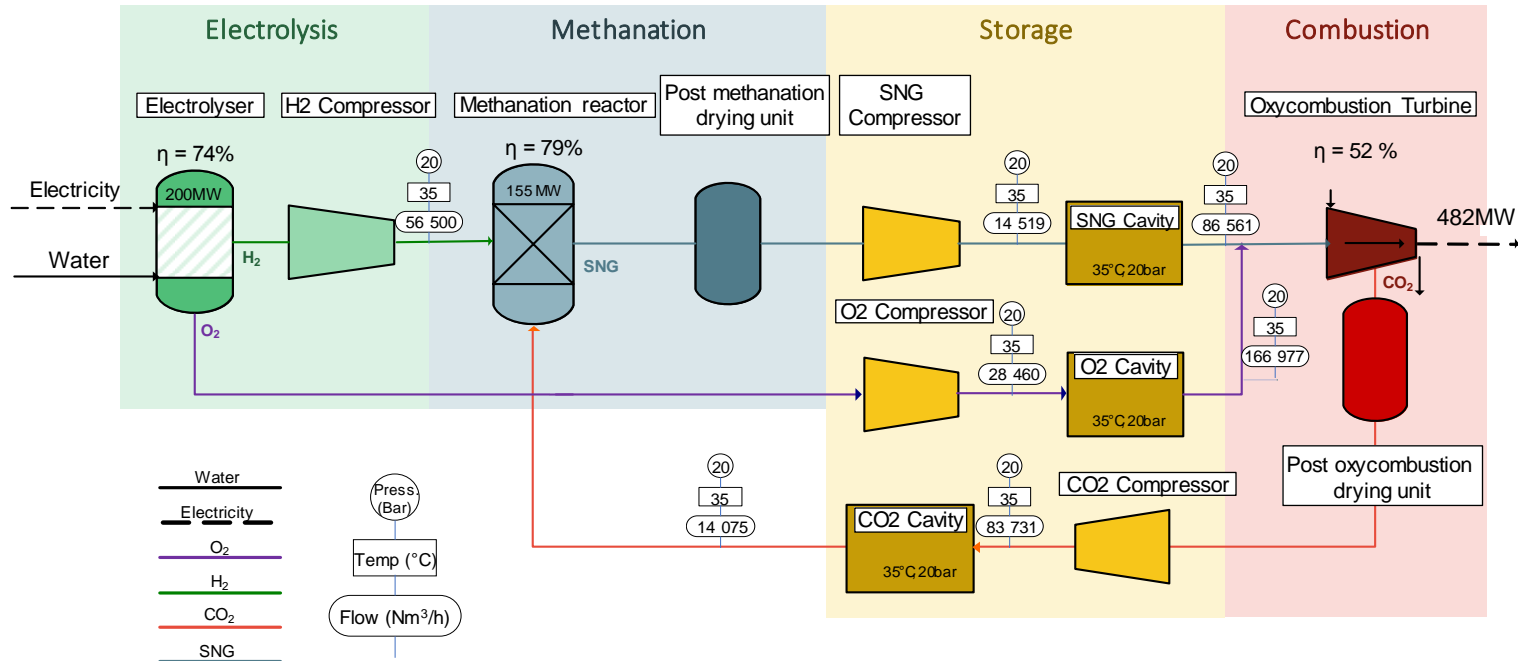 Electrolysis
Methanation
Storage
Combustion
Electrolyser
H2 Compressor
Methanation reactor
Post methanation
drying unit
SNG
Compressor
Oxycombustion Turbine
η = 74%
η = 79%
η = 52 %
200MW
155 MW
Electricity
Water
H₂
O₂
20
35
56 500
SNG
20
35
14 519
SNG Cavity
35°C, 20bar
20
35
86 561
482MW
CO₂
O2 Compressor
20
35
28 460
O2 Cavity
35°C, 20bar
20
35
166 977
Post oxycombustion
drying unit
20
35
14 075
CO2 Cavity
35°C, 20bar
20
35
83 731
CO2 Compressor
Water
Electricity
O₂
H₂
CO₂
SNG
Press.
(Bar)
Temp (°C)
Flow (Nm³/h)